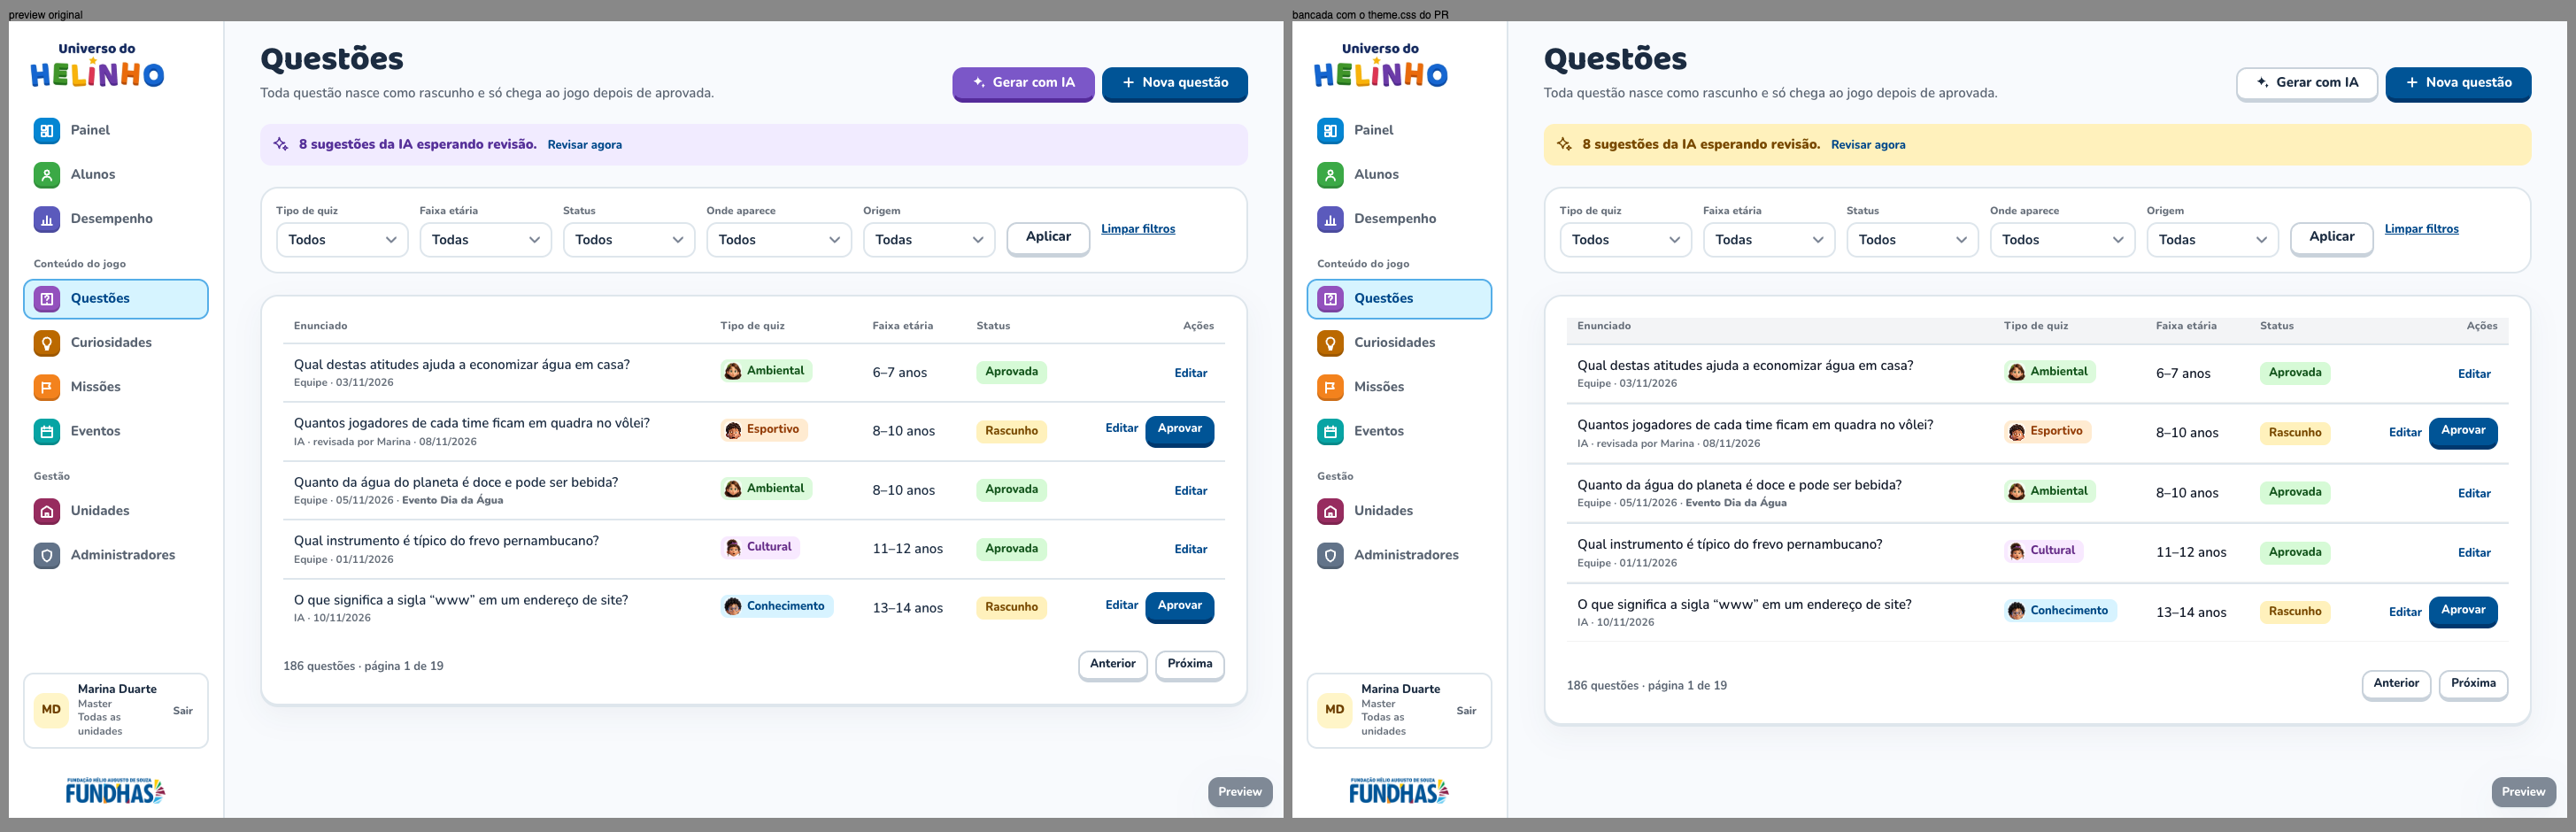 preview original
Universo do
HELINHO
Painel
Alunos
Desempenho
Conteúdo do jogo
Questões
Curiosidades
Missões
Eventos
Gestão
Unidades
Administradores
MD
Marina Duarte
Master
Todas as
unidades
Sair
FUNDAÇÃO HÉLIO AUGUSTO DE SOUZA
FUNDHAS
Questões
Toda questão nasce como rascunho e só chega ao jogo depois de aprovada.
Gerar com IA
Nova questão
8 sugestões da IA esperando revisão. Revisar agora
Tipo de quiz Faixa etária Status Onde aparece Origem
Todos Todas Todos Todos Todas Aplicar Limpar filtros
Enunciado Tipo de quiz Faixa etária Status Ações
Qual destas atitudes ajuda a economizar água em casa? Ambiental 6–7 anos Aprovada Editar
Equipe · 03/11/2026
Quantos jogadores de cada time ficam em quadra no vôlei? Esportivo 8–10 anos Rascunho Editar Aprovar
IA · revisada por Marina · 08/11/2026
Quanto da água do planeta é doce e pode ser bebida? Ambiental 8–10 anos Aprovada Editar
Equipe · 05/11/2026 · Evento Dia da Água
Qual instrumento é típico do frevo pernambucano? Cultural 11–12 anos Aprovada Editar
Equipe · 01/11/2026
O que significa a sigla “www” em um endereço de site? Conhecimento 13–14 anos Rascunho Editar Aprovar
IA · 10/11/2026
186 questões · página 1 de 19 Anterior Próxima
Preview
bancada com o theme.css do PR
Universo do
HELINHO
Painel
Alunos
Desempenho
Conteúdo do jogo
Questões
Curiosidades
Missões
Eventos
Gestão
Unidades
Administradores
MD
Marina Duarte
Master
Todas as
unidades
Sair
FUNDAÇÃO HÉLIO AUGUSTO DE SOUZA
FUNDHAS
Questões
Toda questão nasce como rascunho e só chega ao jogo depois de aprovada.
Gerar com IA
Nova questão
8 sugestões da IA esperando revisão. Revisar agora
Tipo de quiz Faixa etária Status Onde aparece Origem
Todos Todas Todos Todos Todas Aplicar Limpar filtros
Enunciado Tipo de quiz Faixa etária Status Ações
Qual destas atitudes ajuda a economizar água em casa? Ambiental 6–7 anos Aprovada Editar
Equipe · 03/11/2026
Quantos jogadores de cada time ficam em quadra no vôlei? Esportivo 8–10 anos Rascunho Editar Aprovar
IA · revisada por Marina · 08/11/2026
Quanto da água do planeta é doce e pode ser bebida? Ambiental 8–10 anos Aprovada Editar
Equipe · 05/11/2026 · Evento Dia da Água
Qual instrumento é típico do frevo pernambucano? Cultural 11–12 anos Aprovada Editar
Equipe · 01/11/2026
O que significa a sigla “www” em um endereço de site? Conhecimento 13–14 anos Rascunho Editar Aprovar
IA · 10/11/2026
186 questões · página 1 de 19 Anterior Próxima
Preview